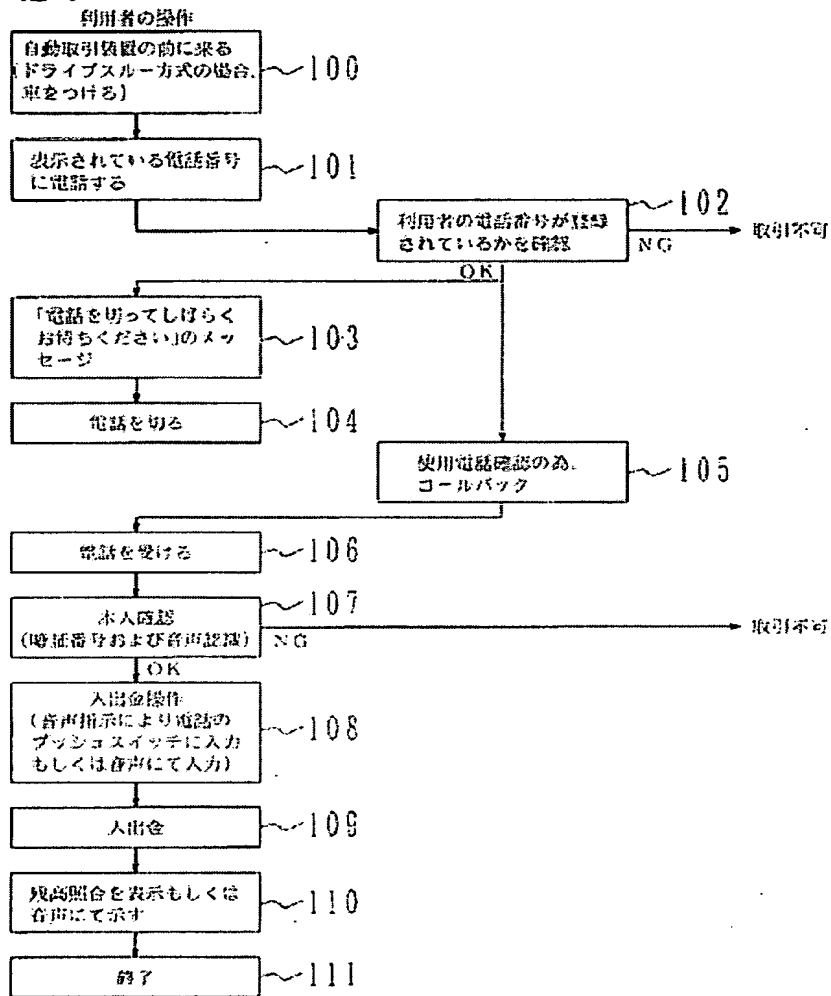 利用者の操作
自動取引装置の前に来る
(ドライブスルー方式の場合、
車をつける)
100
表示されている電話番号
に電話する
101
102
利用者の電話番号が登録
されているかを確認
NG
取引不可
OK
「電話を切ってしばらく
お待ちください」のメッ
セージ
103
電話を切る
104
使用電話確認の為、
コールバック
105
電話を受ける
106
107
本人確認
(暗証番号および音声認識)
NG
取引不可
OK
入出金操作
(音声指示により電話の
プッシュスイッチに入力
もしくは音声にて入力)
108
入出金
109
残高照合を表示もしくは
音声にて示す
110
終了
111